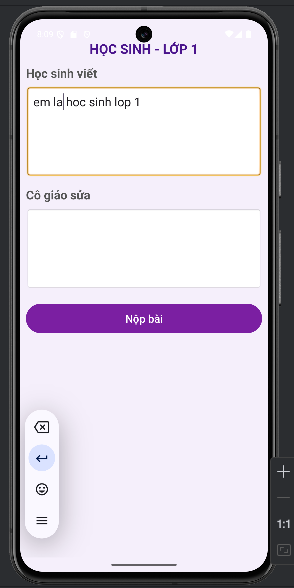 HỌC SINH - LỚP 1
Học sinh viết
em la hoc sinh lop 1
Cô giáo sửa
Nộp bài
1:1